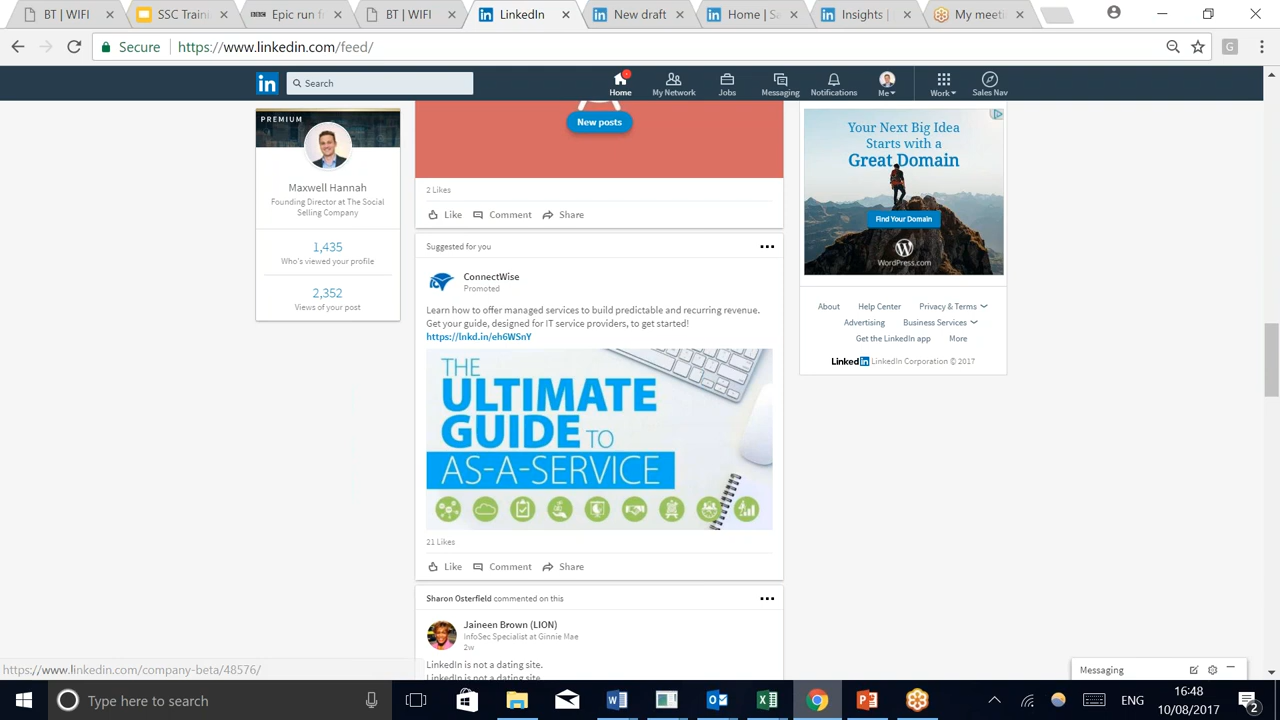 BT | WIFI
SSC Traini
Epic run fr
BT | WIFI
LinkedIn
New draft
Home | Sa
Insights |
My meeti
Secure https://www.linkedin.com/feed/
Search
Home
My Network
Jobs
Messaging
Notifications
Me
Work
Sales Nav
PREMIUM
Maxwell Hannah
Founding Director at The Social
Selling Company
1,435
Who's viewed your profile
2,352
Views of your post
New posts
2 Likes
Like Comment Share
Suggested for you
ConnectWise
Promoted
Learn how to offer managed services to build predictable and recurring revenue.
Get your guide, designed for IT service providers, to get started!
https://lnkd.in/eh6WSnY
THE
ULTIMATE
GUIDE TO
AS-A-SERVICE
21 Likes
Like Comment Share
Sharon Osterfield commented on this
Jaineen Brown (LION)
InfoSec Specialist at Ginnie Mae
2w
LinkedIn is not a dating site.
LinkedIn is not a dating site.
Your Next Big Idea
Starts with a
Great Domain
Find Your Domain
WordPress.com
About Help Center Privacy & Terms
Advertising Business Services
Get the LinkedIn app More
LinkedIn LinkedIn Corporation © 2017
Messaging
https://www.linkedin.com/company-beta/48576/
Type here to search
ENG
16:48
10/08/2017
2